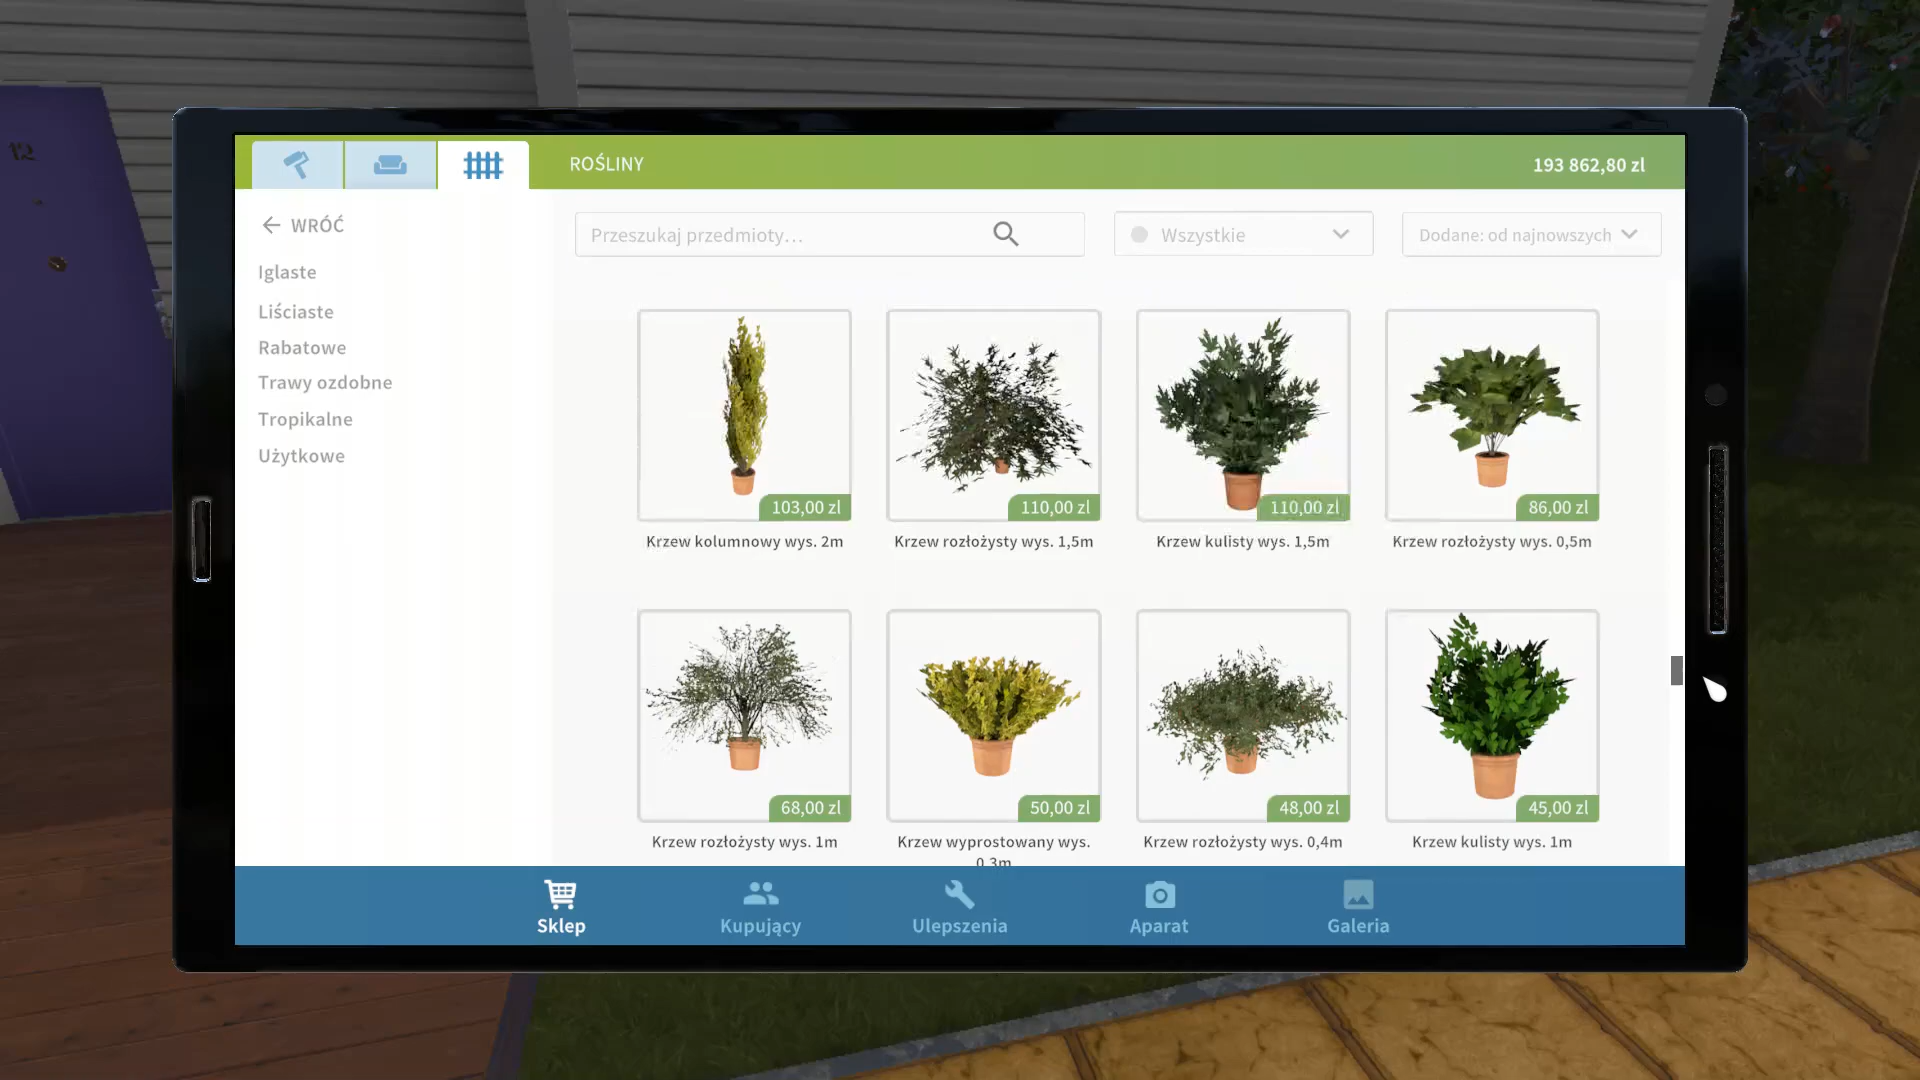 12
ROŚLINY
193 862,80 zl
WRÓĆ
Iglaste
Liściaste
Rabatowe
Trawy ozdobne
Tropikalne
Użytkowe
Przeszukaj przedmioty...
Wszystkie
Dodane: od najnowszych
103,00 zl
110,00 zl
110,00 zl
86,00 zl
Krzew kolumnowy wys. 2m
Krzew rozłożysty wys. 1,5m
Krzew kulisty wys. 1,5m
Krzew rozłożysty wys. 0,5m
68,00 zl
50,00 zl
48,00 zl
45,00 zl
Krzew rozłożysty wys. 1m
Krzew wyprostowany wys.
0,3m
Krzew rozłożysty wys. 0,4m
Krzew kulisty wys. 1m
Sklep
Kupujący
Ulepszenia
Aparat
Galeria